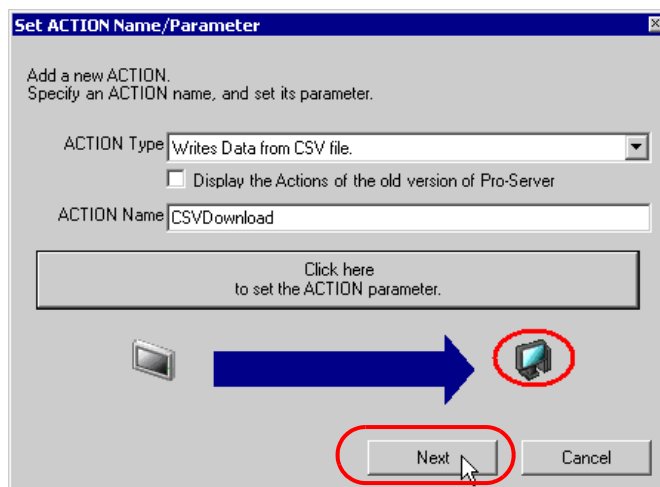 Set ACTION Name/Parameter
Add a new ACTION.
Specify an ACTION name, and set its parameter.
ACTION Type Writes Data from CSV file.
Display the Actions of the old version of Pro-Server
ACTION Name CSVDownload
Click here
to set the ACTION parameter.
Next Cancel